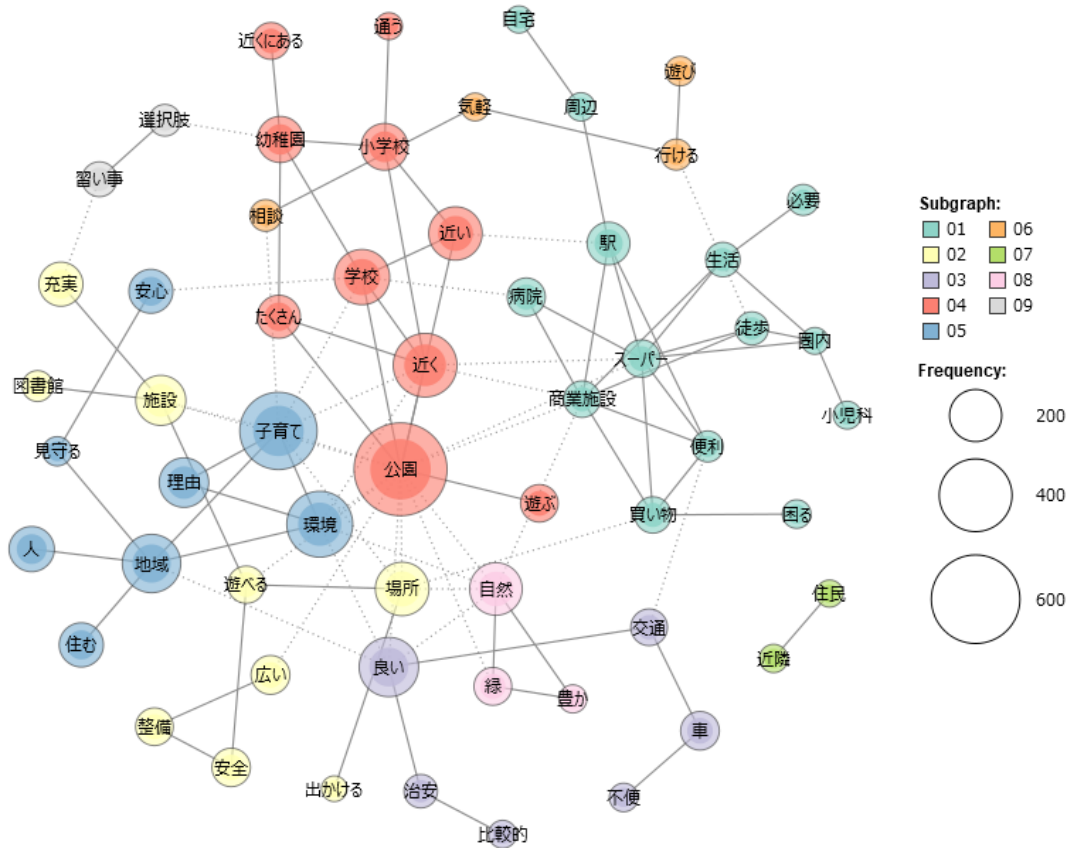 自宅
近くにある
通う
遊び
周辺
気軽
選択肢
幼稚園
小学校
行ける
習い事
必要
相談
近い
駅
生活
学校
充実
安心
病院
たくさん
徒歩
圏内
近く
スーパー
図書館
施設
商業施設
小児科
子育て
見守る
便利
公園
理由
遊ぶ
買い物
困る
環境
人
地域
遊べる
場所
自然
住民
交通
住む
近隣
良い
広い
緑
豊か
整備
車
安全
出かける
治安
不便
比較的
Subgraph:
01
06
02
07
03
08
04
09
05
Frequency:
200
400
600